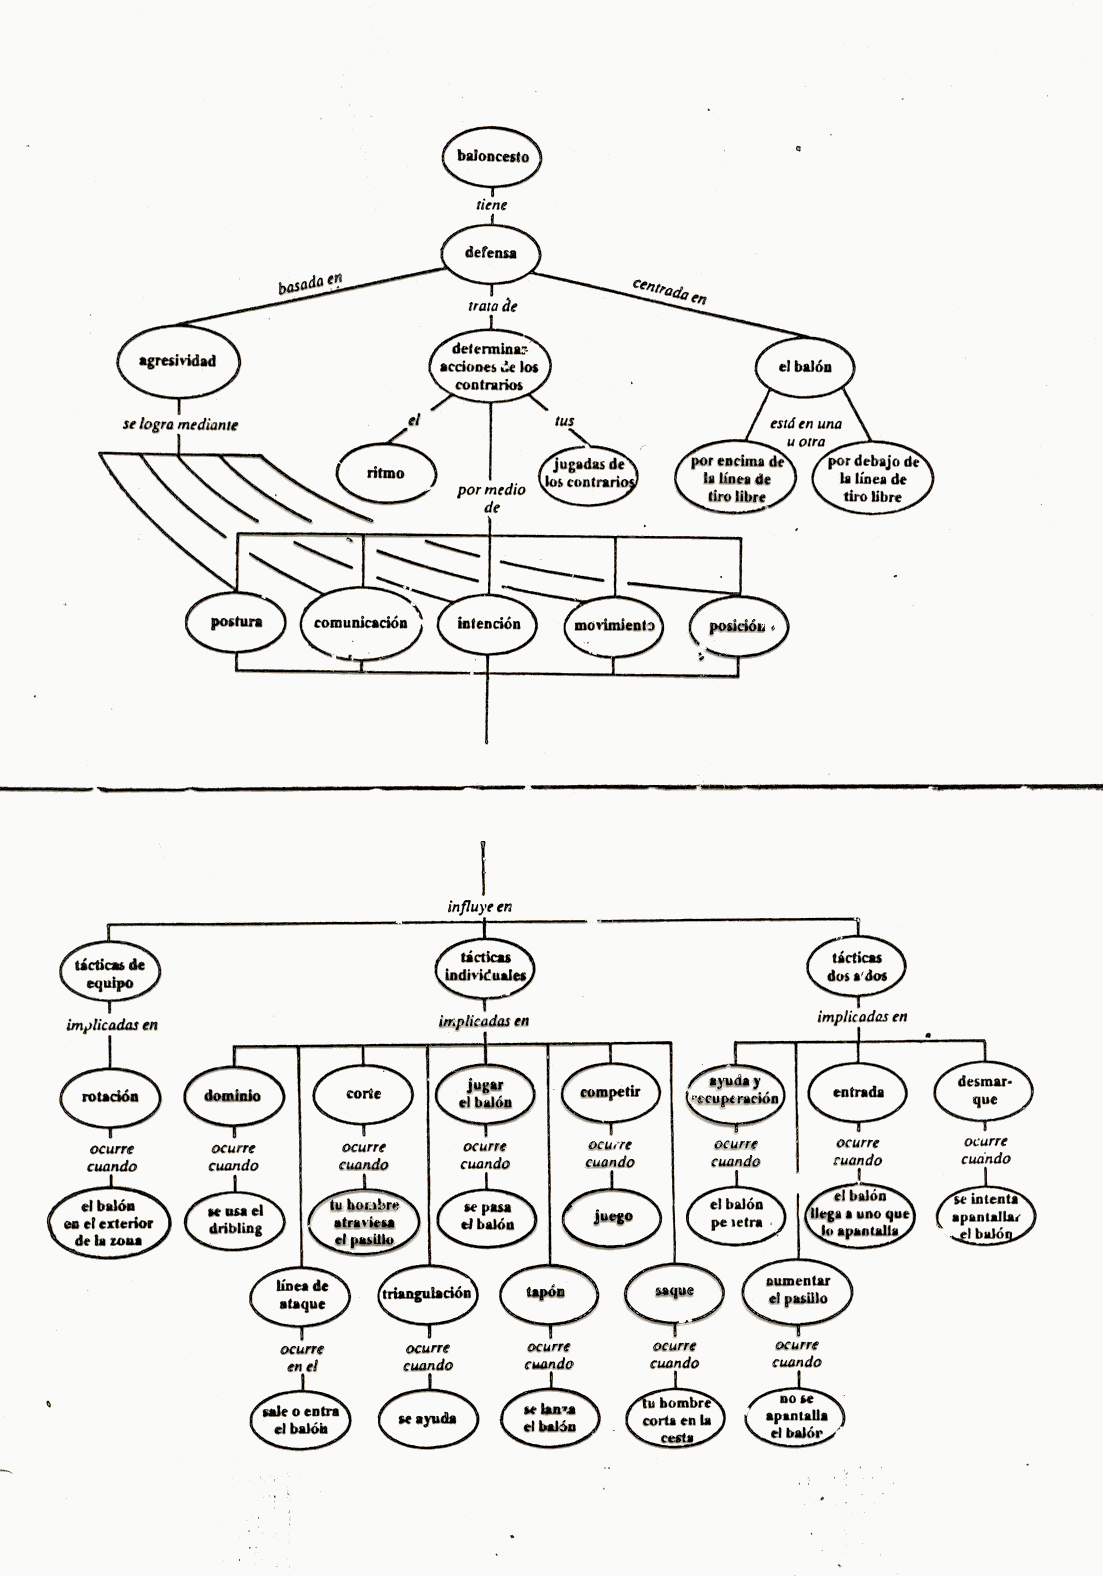 baloncesto
tiene
defensa
basada en
trata de
centrada en
agresividad
determinar
acciones de los
contrarios
el balón
se logra mediante
el
tus
está en una
u otra
ritmo
por medio
de
jugadas de
los contrarios
por encima de
la línea de
tiro libre
por debajo de
la línea de
tiro libre
postura
comunicación
intención
movimiento
posición
influye en
tácticas de
equipo
tácticas
individuales
tácticas
dos a dos
implicadas en
implicadas en
implicadas en
rotación
dominio
corte
jugar
el balón
competir
ayuda y
recuperación
entrada
desmar-
que
ocurre
cuando
ocurre
cuando
ocurre
cuando
ocurre
cuando
ocurre
cuando
ocurre
cuando
ocurre
cuando
ocurre
cuando
el balón
en el exterior
de la zona
se usa el
dribling
tu hombre
atraviesa
el pasillo
se pasa
el balón
juego
el balón
penetra
el balón
llega a uno que
lo apantalla
se intenta
apantallar
el balón
línea de
ataque
triangulación
tapón
saque
aumentar
el pasillo
ocurre
en el
ocurre
cuando
ocurre
cuando
ocurre
cuando
ocurre
cuando
sale o entra
el balón
se ayuda
se lanza
el balón
tu hombre
corta en la
cesta
no se
apantalla
el balón